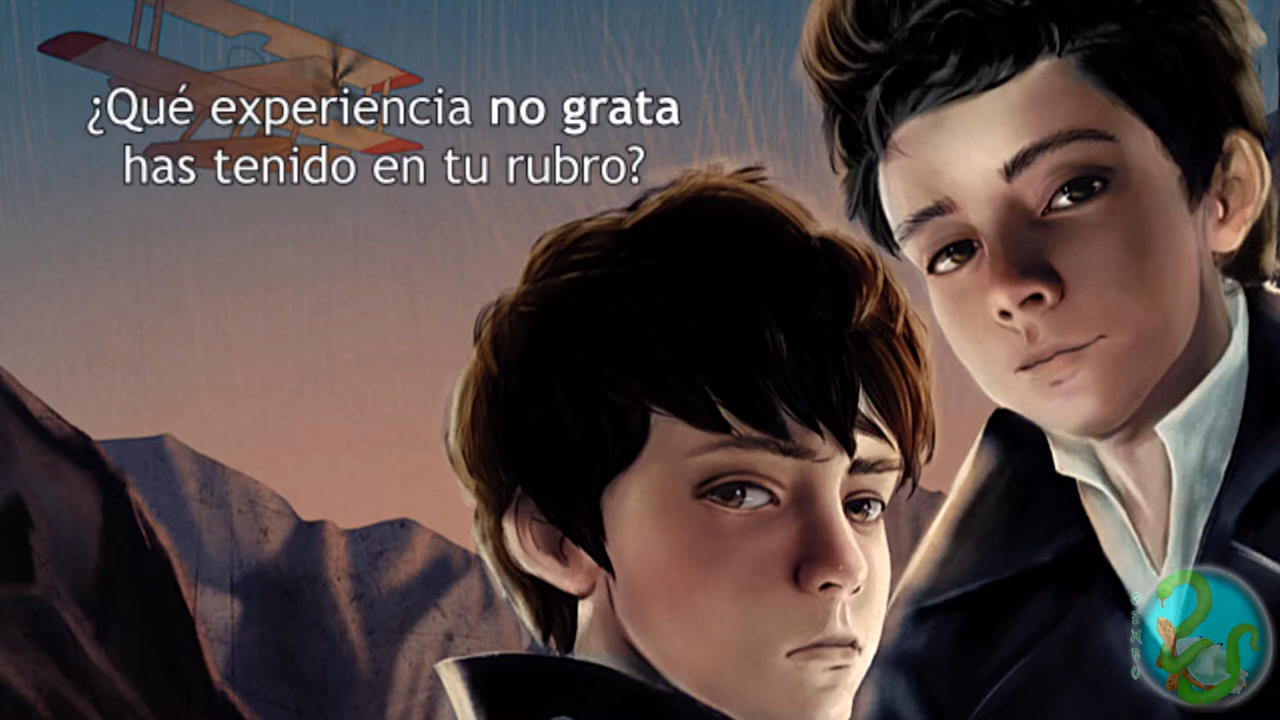 ¿Qué experiencia no grata
has tenido en tu rubro?